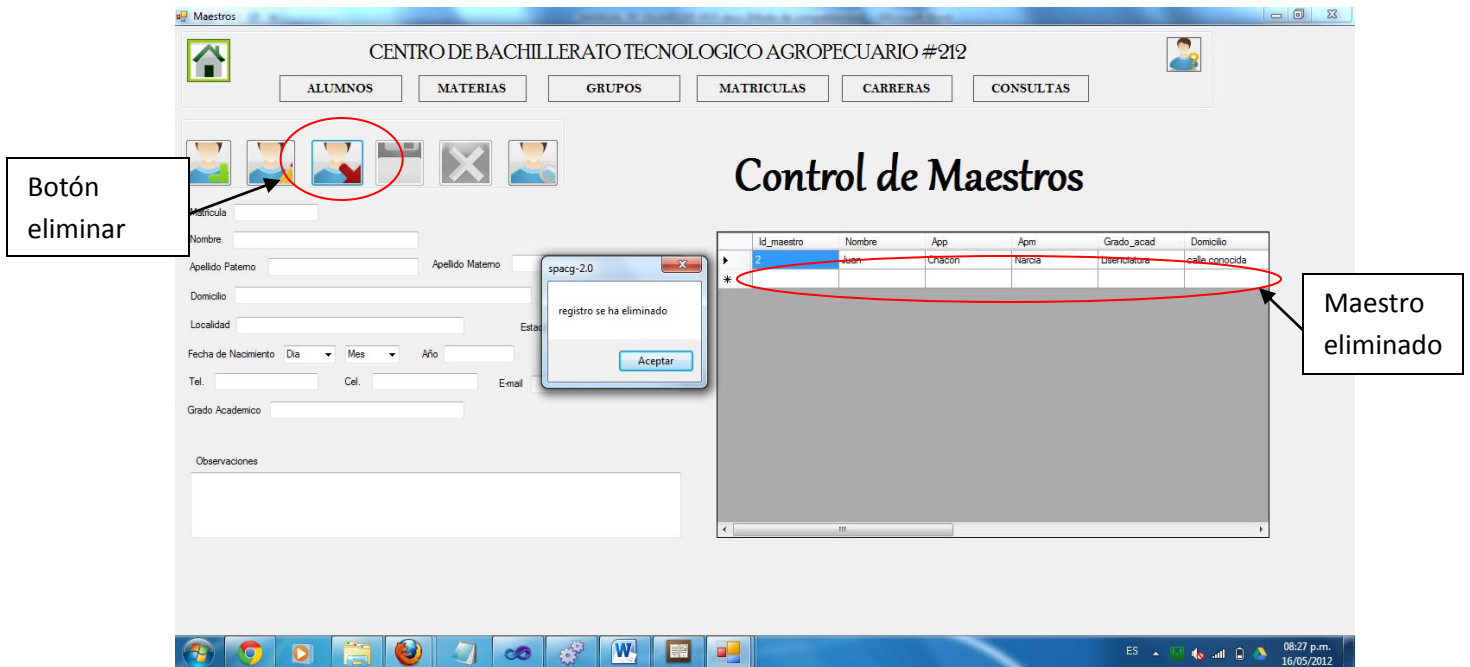 Maestros
CENTRO DE BACHILLERATO TECNOLOGICO AGROPECUARIO #212
ALUMNOS MATERIAS GRUPOS MATRICULAS CARRERAS CONSULTAS
Botón
eliminar
Control de Maestros
Matricula
Nombre
Apellido Paterno Apellido Materno
Domicilio
Localidad
Fecha de Nacimiento Dia Mes Año
Tel. Cel. E-mail
Grado Academico
Observaciones
spacg-2.0
registro se ha eliminado
Aceptar
Id_maestro Nombre App Apm Grado_acad Domicilio
2 Juan Chacon Narcia Lisenciatura calle conocida
Maestro
eliminado
ES
08:27 p.m.
16/05/2012